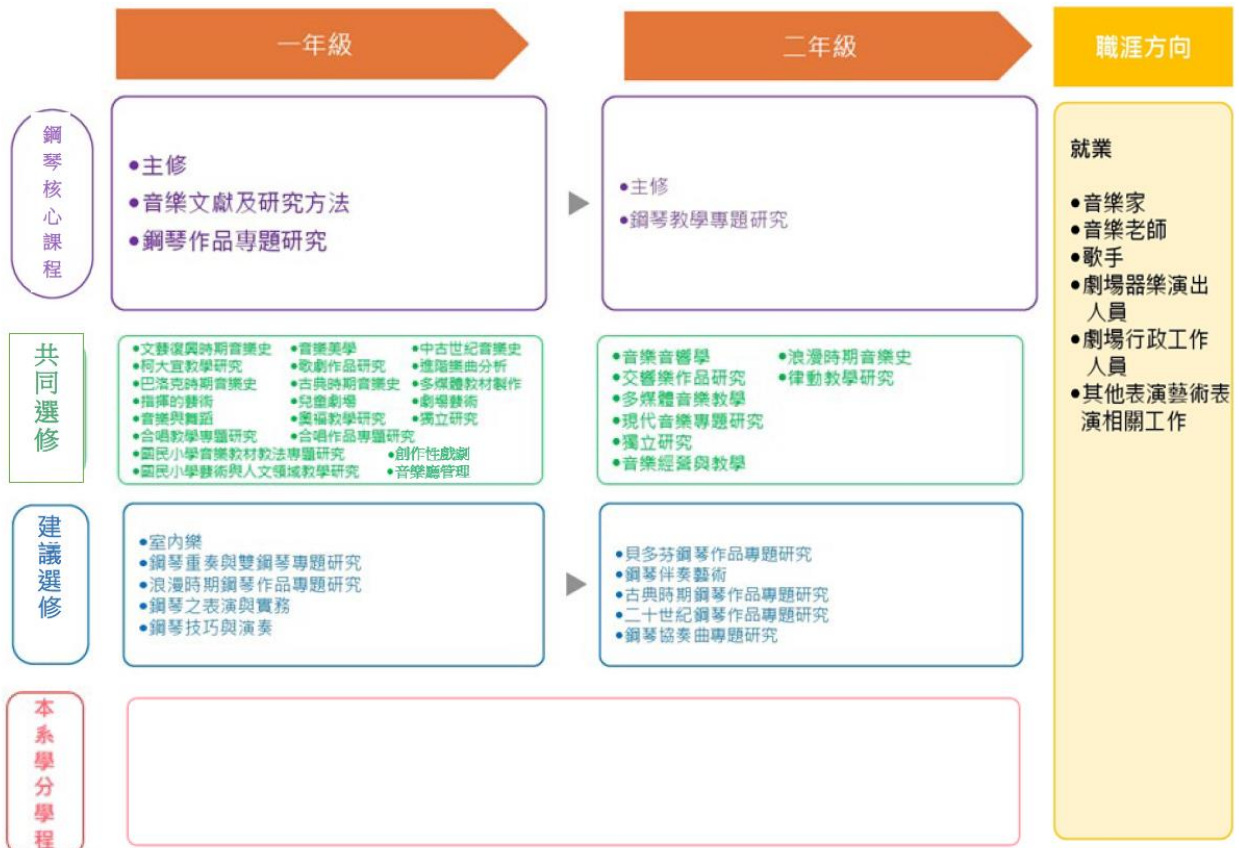 一年級
二年級
職涯方向
鋼琴核心課程
•主修
•音樂文獻及研究方法
•鋼琴作品專題研究
•主修
•鋼琴教學專題研究
共同選修
•文藝復興時期音樂史 •音樂美學 •中古世紀音樂史
•柯大宜教學研究 •歌劇作品研究 •進階樂曲分析
•巴洛克時期音樂史 •古典時期音樂史 •多媒體教材製作
•指揮的藝術 •兒童劇場 •劇場藝術
•音樂與舞蹈 •奧福教學研究 •獨立研究
•合唱教學專題研究 •合唱作品專題研究
•國民小學音樂教材教法專題研究 •創作性戲劇
•國民小學藝術與人文領域教學研究 •音樂廳管理
•音樂音響學 •浪漫時期音樂史
•交響樂作品研究 •律動教學研究
•多媒體音樂教學
•現代音樂專題研究
•獨立研究
•音樂經營與教學
建議選修
•室內樂
•鋼琴重奏與雙鋼琴專題研究
•浪漫時期鋼琴作品專題研究
•鋼琴之表演與實務
•鋼琴技巧與演奏
•貝多芬鋼琴作品專題研究
•鋼琴伴奏藝術
•古典時期鋼琴作品專題研究
•二十世紀鋼琴作品專題研究
•鋼琴協奏曲專題研究
本系學分學程
就業
•音樂家
•音樂老師
•歌手
•劇場器樂演出
人員
•劇場行政工作
人員
•其他表演藝術表
演相關工作